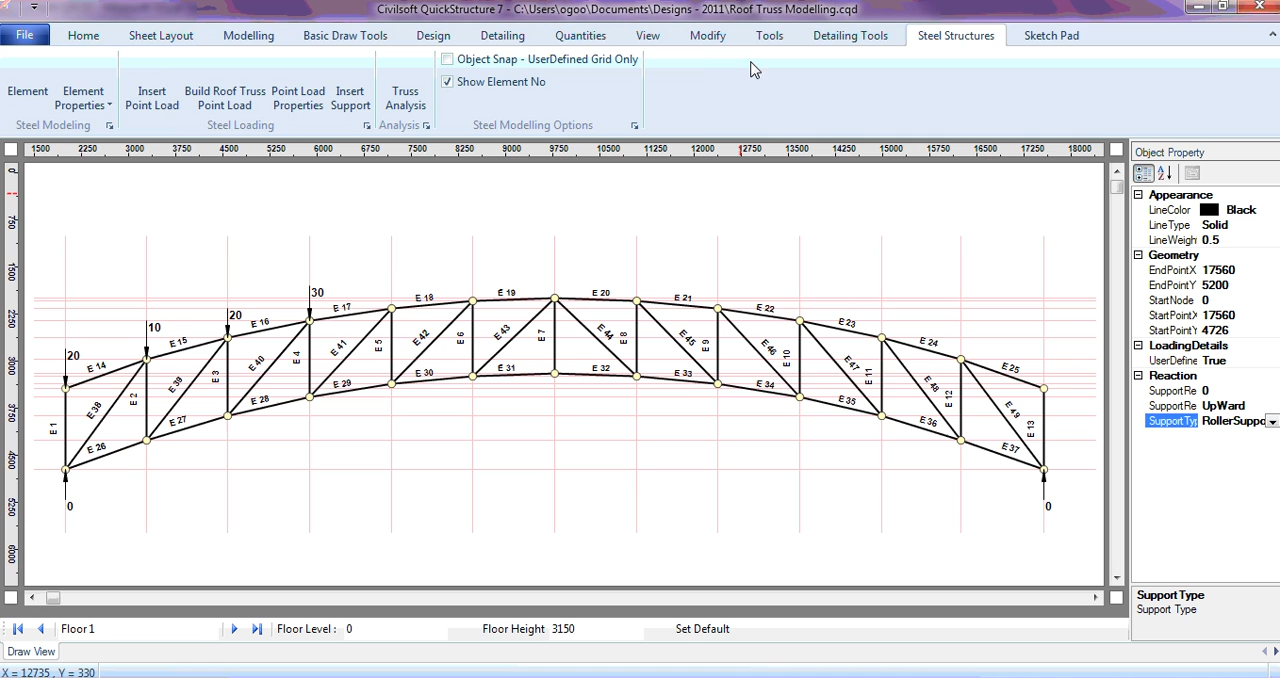 Civilsoft QuickStructure 7 - C:\Users\ogoo\Documents\Designs - 2011\Roof Truss Modelling.cqd
File Home Sheet Layout Modelling Basic Draw Tools Design Detailing Quantities View Modify Tools Detailing Tools Steel Structures Sketch Pad
Object Snap - UserDefined Grid Only
Show Element No
Element Element Insert Build Roof Truss Point Load Insert Truss
Properties Point Load Point Load Properties Support Analysis
Steel Modeling Steel Loading Analysis Steel Modelling Options
1500 2250 3000 3750 4500 5250 6000 6750 7500 8250 9000 9750 10500 11250 12000 12750 13500 14250 15000 15750 16500 17250 18000
0
750
1500
2250
3000
3750
4500
5250
6000
30
20
10
20
E 14 E 15 E 16 E 17 E 18 E 19 E 20 E 21 E 22 E 23 E 24 E 25
E 38 E 39 E 40 E 41 E 42 E 43 E 44 E 45 E 46 E 47 E 48 E 49
E 1 E 2 E 3 E 4 E 5 E 6 E 7 E 8 E 9 E 10 E 11 E 12 E 13
E 26 E 27 E 28 E 29 E 30 E 31 E 32 E 33 E 34 E 35 E 36 E 37
0 0
Object Property
Appearance
LineColor Black
LineType Solid
LineWeigh 0.5
Geometry
EndPointX 17560
EndPointY 5200
StartNode 0
StartPointX 17560
StartPointY 4726
LoadingDetails
UserDefine True
Reaction
SupportRe 0
SupportRe UpWard
SupportTyp RollerSuppo
SupportType
Support Type
Floor 1 Floor Level : 0 Floor Height 3150 Set Default
Draw View
X = 12735, Y = 330